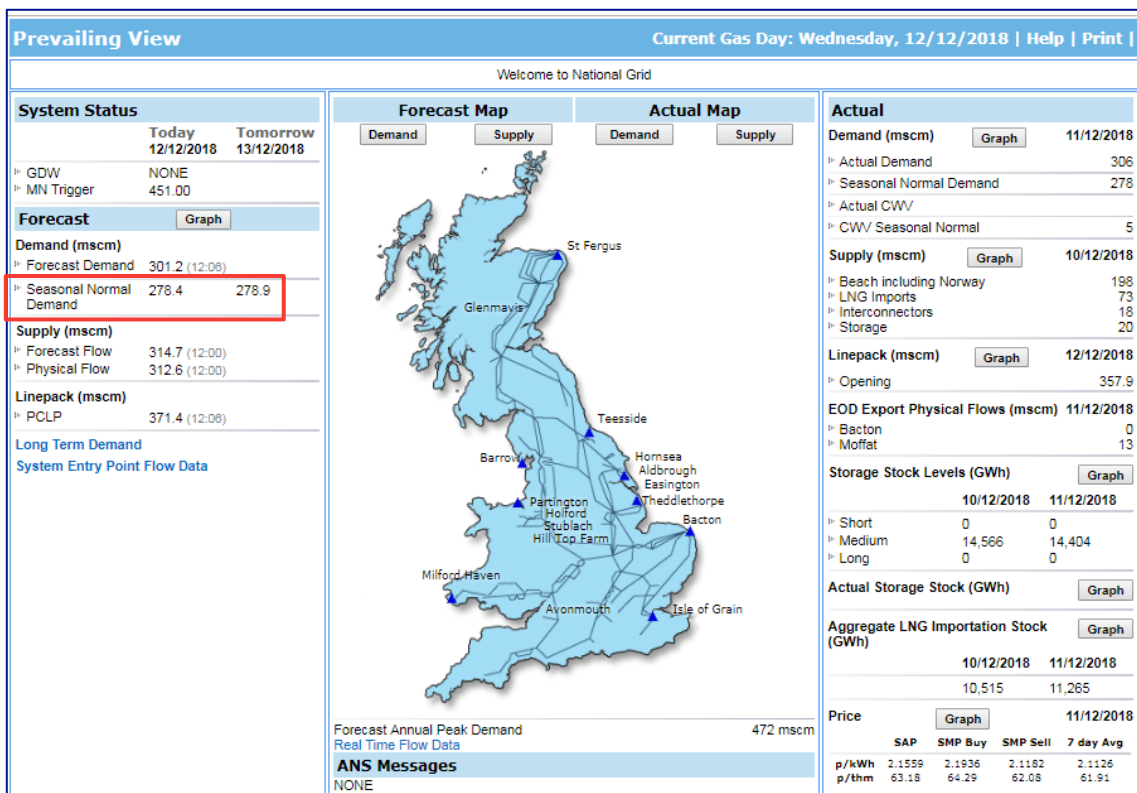 Prevailing View
Current Gas Day: Wednesday, 12/12/2018 | Help | Print |
Welcome to National Grid
System Status
Today Tomorrow
12/12/2018 13/12/2018
GDW NONE
MN Trigger 451.00
Forecast Graph
Demand (mscm)
Forecast Demand 301.2 (12:06)
Seasonal Normal 278.4 278.9
Demand
Supply (mscm)
Forecast Flow 314.7 (12:00)
Physical Flow 312.6 (12:00)
Linepack (mscm)
PCLP 371.4 (12:06)
Long Term Demand
System Entry Point Flow Data
Forecast Map Actual Map
Demand Supply Demand Supply
St Fergus
Glenmavis
Teesside
Barrow
Hornsea
Aldbrough
Easington
Theddlethorpe
Partington
Holford
Stublach
Hill Top Farm
Bacton
Milford Haven
Avonmouth
Isle of Grain
Forecast Annual Peak Demand 472 mscm
Real Time Flow Data
ANS Messages
NONE
Actual
Demand (mscm) Graph 11/12/2018
Actual Demand 306
Seasonal Normal Demand 278
Actual CWV
CWV Seasonal Normal 5
Supply (mscm) Graph 10/12/2018
Beach including Norway 198
LNG Imports 73
Interconnectors 18
Storage 20
Linepack (mscm) Graph 12/12/2018
Opening 357.9
EOD Export Physical Flows (mscm) 11/12/2018
Bacton 0
Moffat 13
Storage Stock Levels (GWh) Graph
10/12/2018 11/12/2018
Short 0 0
Medium 14,566 14,404
Long 0 0
Actual Storage Stock (GWh) Graph
Aggregate LNG Importation Stock Graph
(GWh)
10/12/2018 11/12/2018
10,515 11,265
Price Graph 11/12/2018
SAP SMP Buy SMP Sell 7 day Avg
p/kWh 2.1559 2.1936 2.1182 2.1126
p/thm 63.18 64.29 62.08 61.91